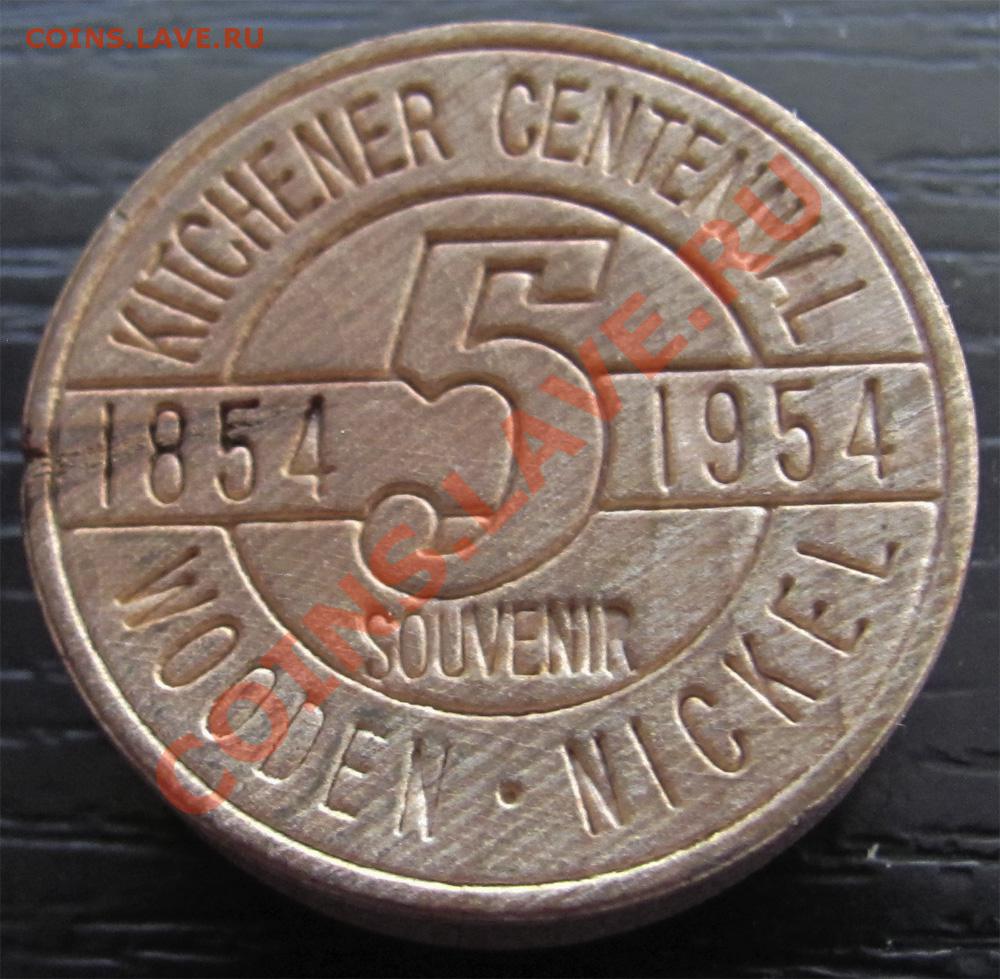 COINS.LAVE.RU
KITCHENER CENTENNIAL
5
1854 1954
SOUVENIR
WOODEN · NICKEL
COINS.LAVE.RU